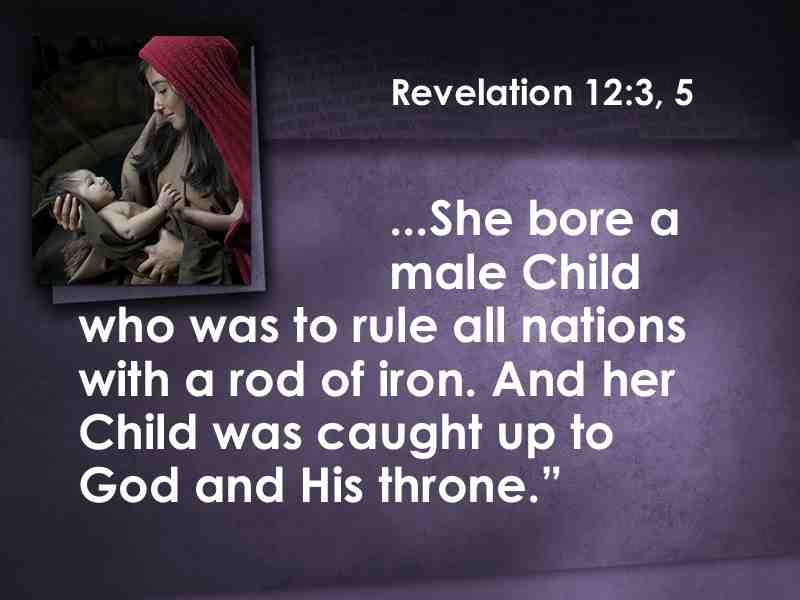 Revelation 12:3, 5
...She bore a
male Child
who was to rule all nations
with a rod of iron. And her
Child was caught up to
God and His throne.”